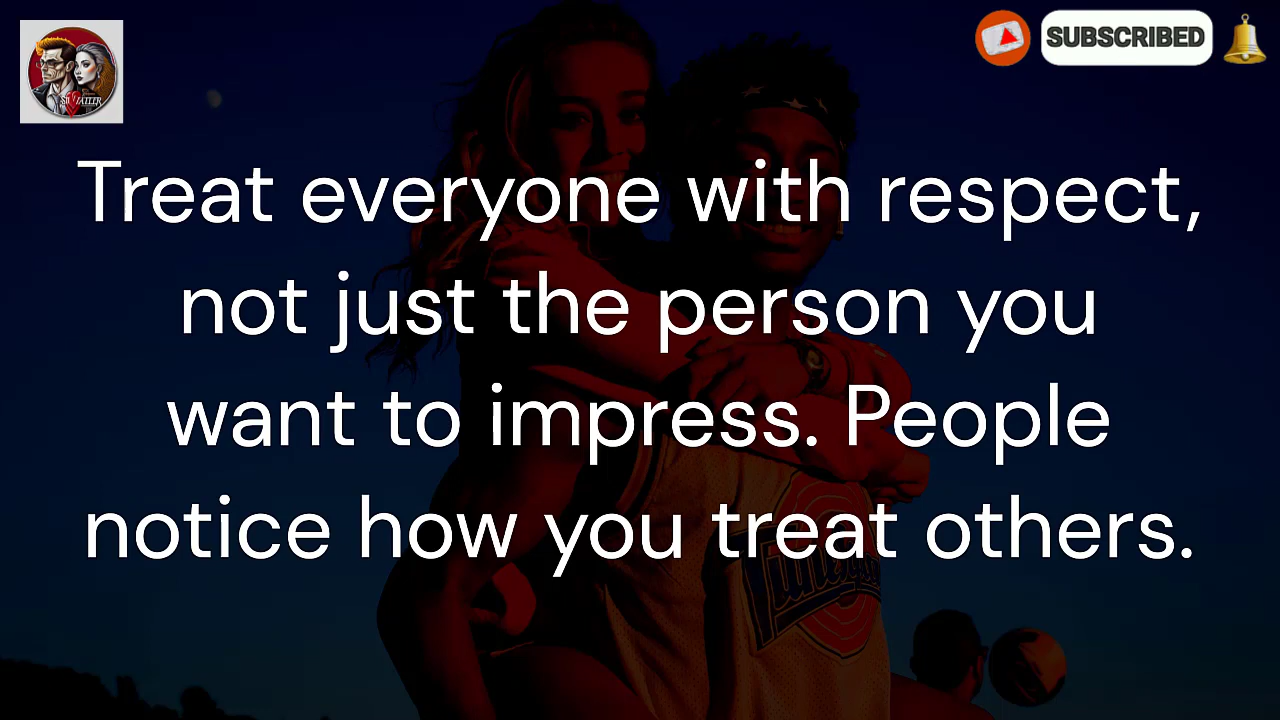 SUBSCRIBED
Treat everyone with respect,
not just the person you
want to impress. People
notice how you treat others.